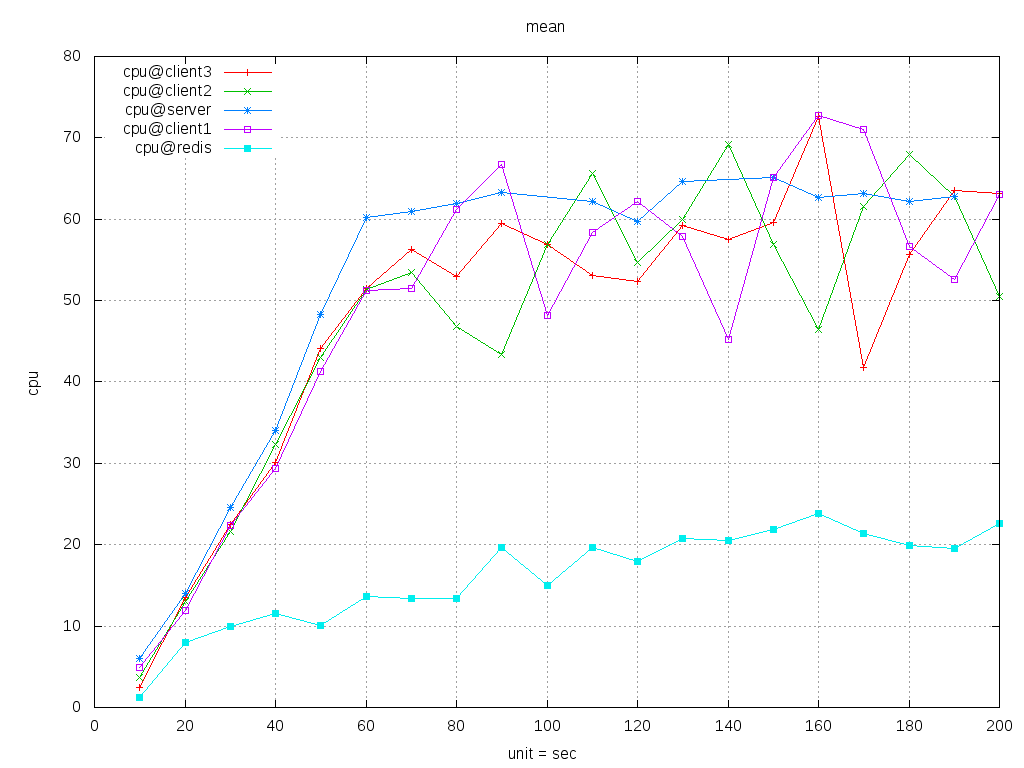 mean
80
70
60
50
40
30
20
10
0
cpu@client3
cpu@client2
cpu@server
cpu@client1
cpu@redis
cpu
0 20 40 60 80 100 120 140 160 180 200
unit = sec